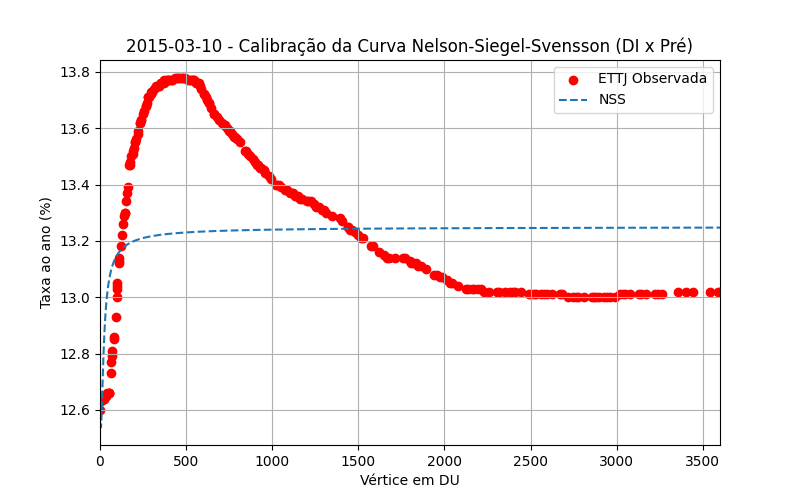 2015-03-10 - Calibração da Curva Nelson-Siegel-Svensson (DI x Pré)
ETTJ Observada
NSS
Taxa ao ano (%)
13.8
13.6
13.4
13.2
13.0
12.8
12.6
0 500 1000 1500 2000 2500 3000 3500
Vértice em DU